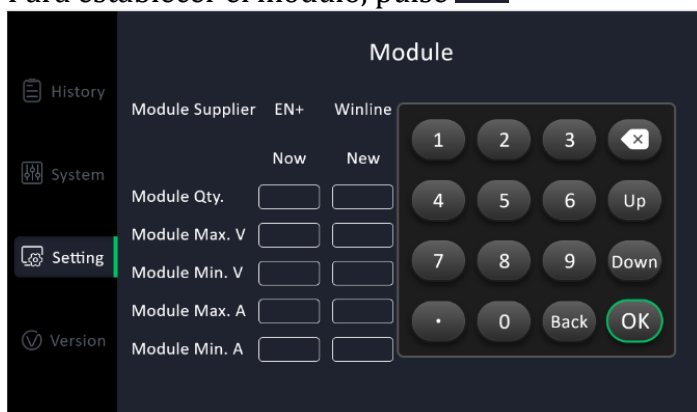 Para establecer el módulo, pulse
Module
History
System
Setting
Version
Module Supplier EN+ Winline
Now New
Module Qty.
Module Max. V
Module Min. V
Module Max. A
Module Min. A
1 2 3
4 5 6 Up
7 8 9 Down
. 0 Back OK